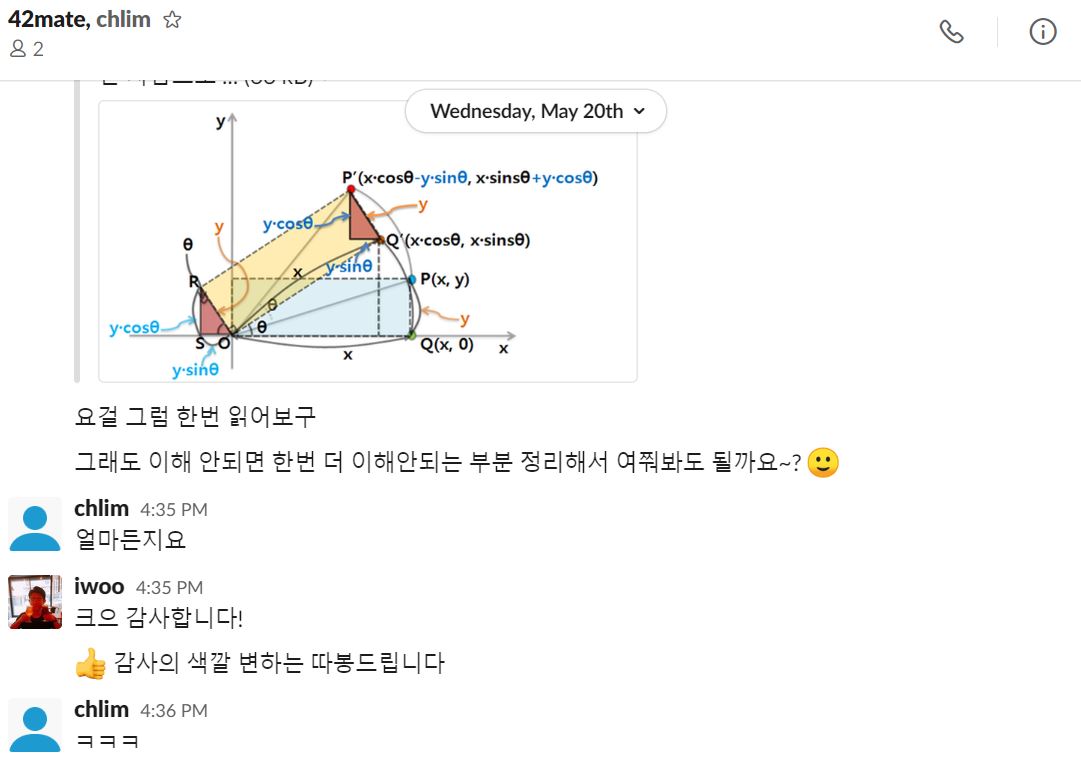 42mate, chlim
2
Wednesday, May 20th
y
P′(x·cosθ-y·sinθ, x·sinsθ+y·cosθ)
y
y·cosθ
y
Q′(x·cosθ, x·sinsθ)
θ
y·sinθ
x
R
P(x, y)
θ
y
θ
y·cosθ
S O
Q(x, 0)
x
x
y·sinθ
요걸 그럼 한번 읽어보구
그래도 이해 안되면 한번 더 이해안되는 부분 정리해서 여쭤봐도 될까요~?
chlim 4:35 PM
얼마든지요
iwoo 4:35 PM
크으 감사합니다!
감사의 색깔 변하는 따봉드립니다
chlim 4:36 PM
ㅋㅋㅋ